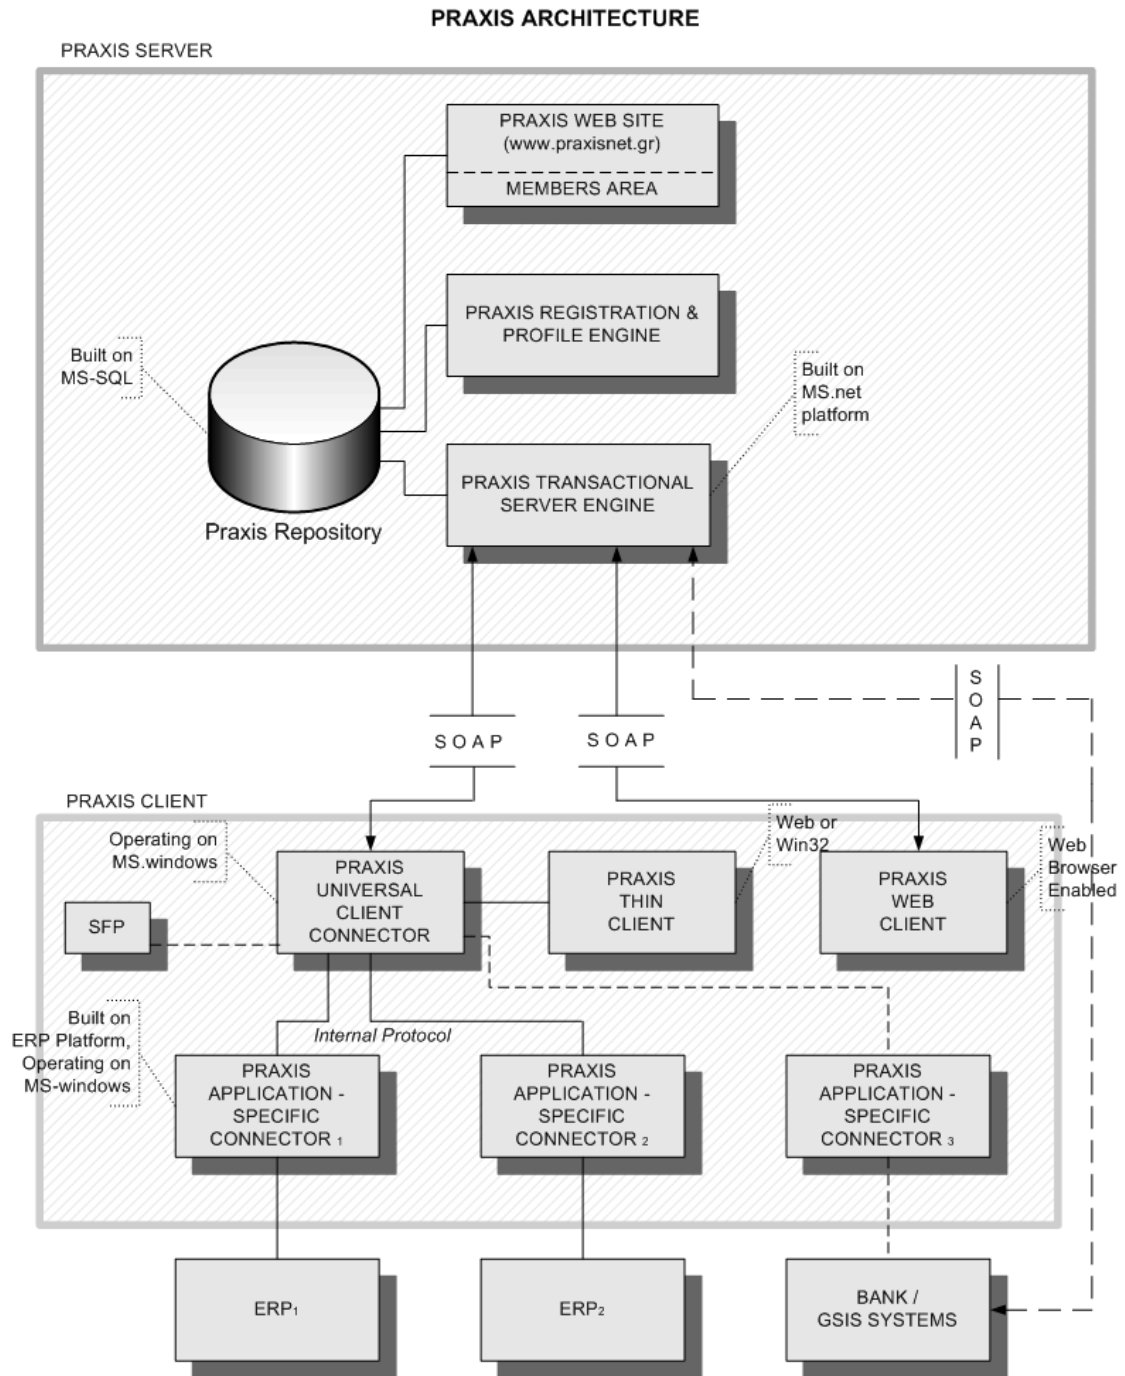 PRAXIS ARCHITECTURE
PRAXIS SERVER
PRAXIS WEB SITE
(www.praxisnet.gr)
MEMBERS AREA
PRAXIS REGISTRATION &
PROFILE ENGINE
Built on
MS-SQL
Built on
MS.net
platform
PRAXIS TRANSACTIONAL
SERVER ENGINE
Praxis Repository
S O A P
S O A P
S
O
A
P
PRAXIS CLIENT
Operating on
MS.windows
PRAXIS
UNIVERSAL
CLIENT
CONNECTOR
PRAXIS
THIN
CLIENT
Web or
Win32
PRAXIS
WEB
CLIENT
Web
Browser
Enabled
SFP
Built on
ERP Platform,
Operating on
MS-windows
Internal Protocol
PRAXIS
APPLICATION -
SPECIFIC
CONNECTOR 1
PRAXIS
APPLICATION -
SPECIFIC
CONNECTOR 2
PRAXIS
APPLICATION -
SPECIFIC
CONNECTOR 3
ERP1
ERP2
BANK /
GSIS SYSTEMS